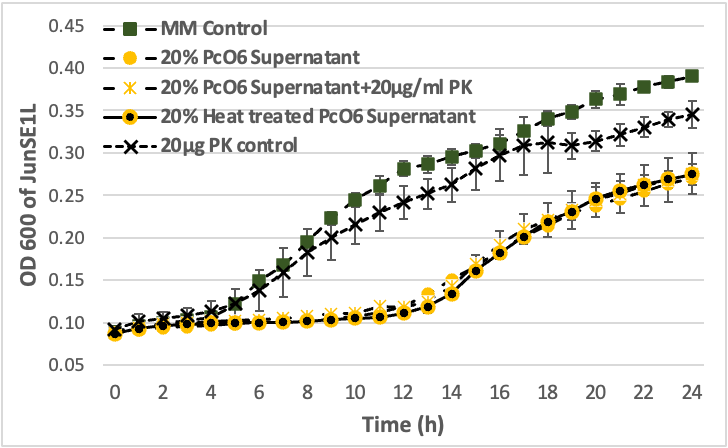 MM Control
20% PcO6 Supernatant
20% PcO6 Supernatant+20µg/ml PK
20% Heat treated PcO6 Supernatant
20µg PK control
OD 600 of JunSE1L
0.45
0.40
0.35
0.30
0.25
0.20
0.15
0.10
0.05
0 2 4 6 8 10 12 14 16 18 20 22 24
Time (h)